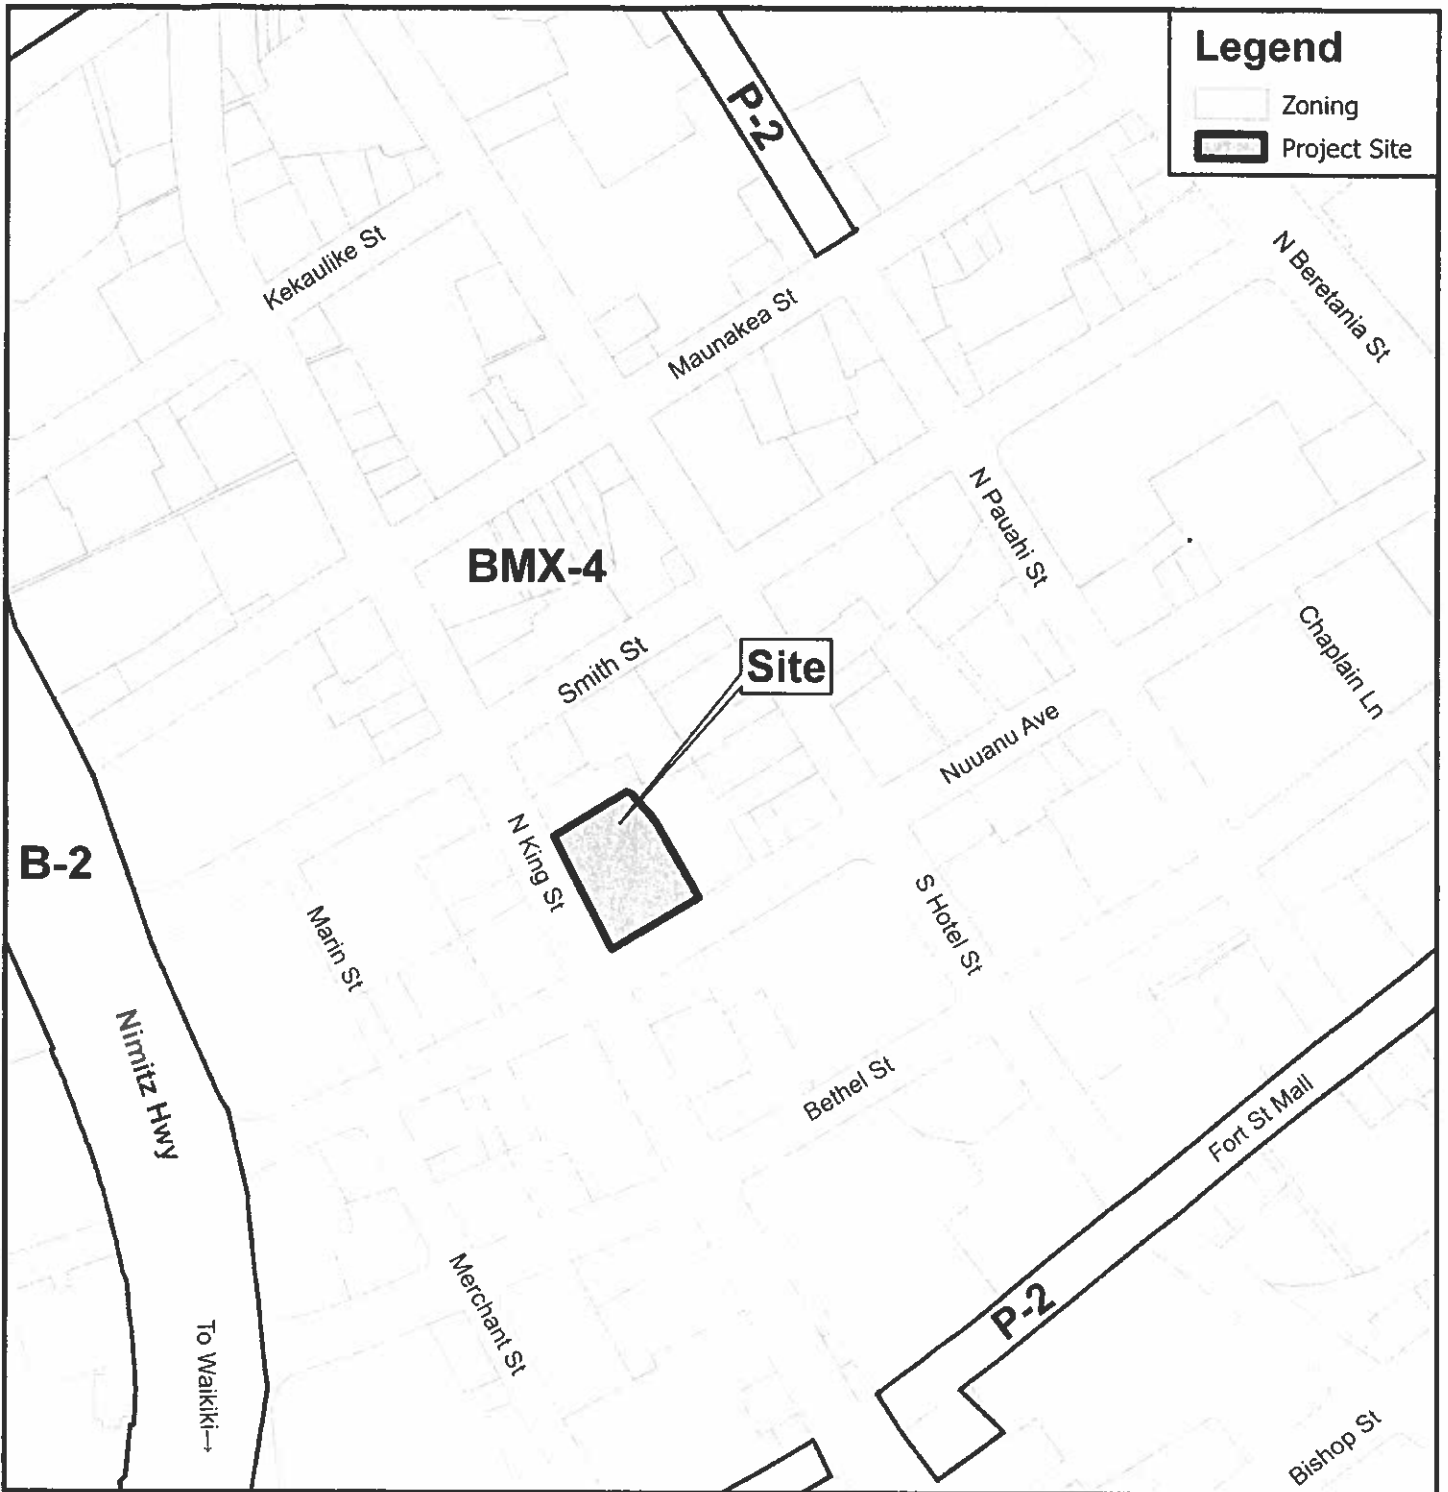 Legend
Zoning
Project Site
P-2
N Beretania St
Kekaulike St
Maunakea St
N Pauahi St
BMX-4
Smith St
Site
Chaplain Ln
Nuuanu Ave
N King St
B-2
Marin St
S Hotel St
Nimitz Hwy
Bethel St
Fort St Mall
P-2
Merchant St
To Waikiki→
Bishop St